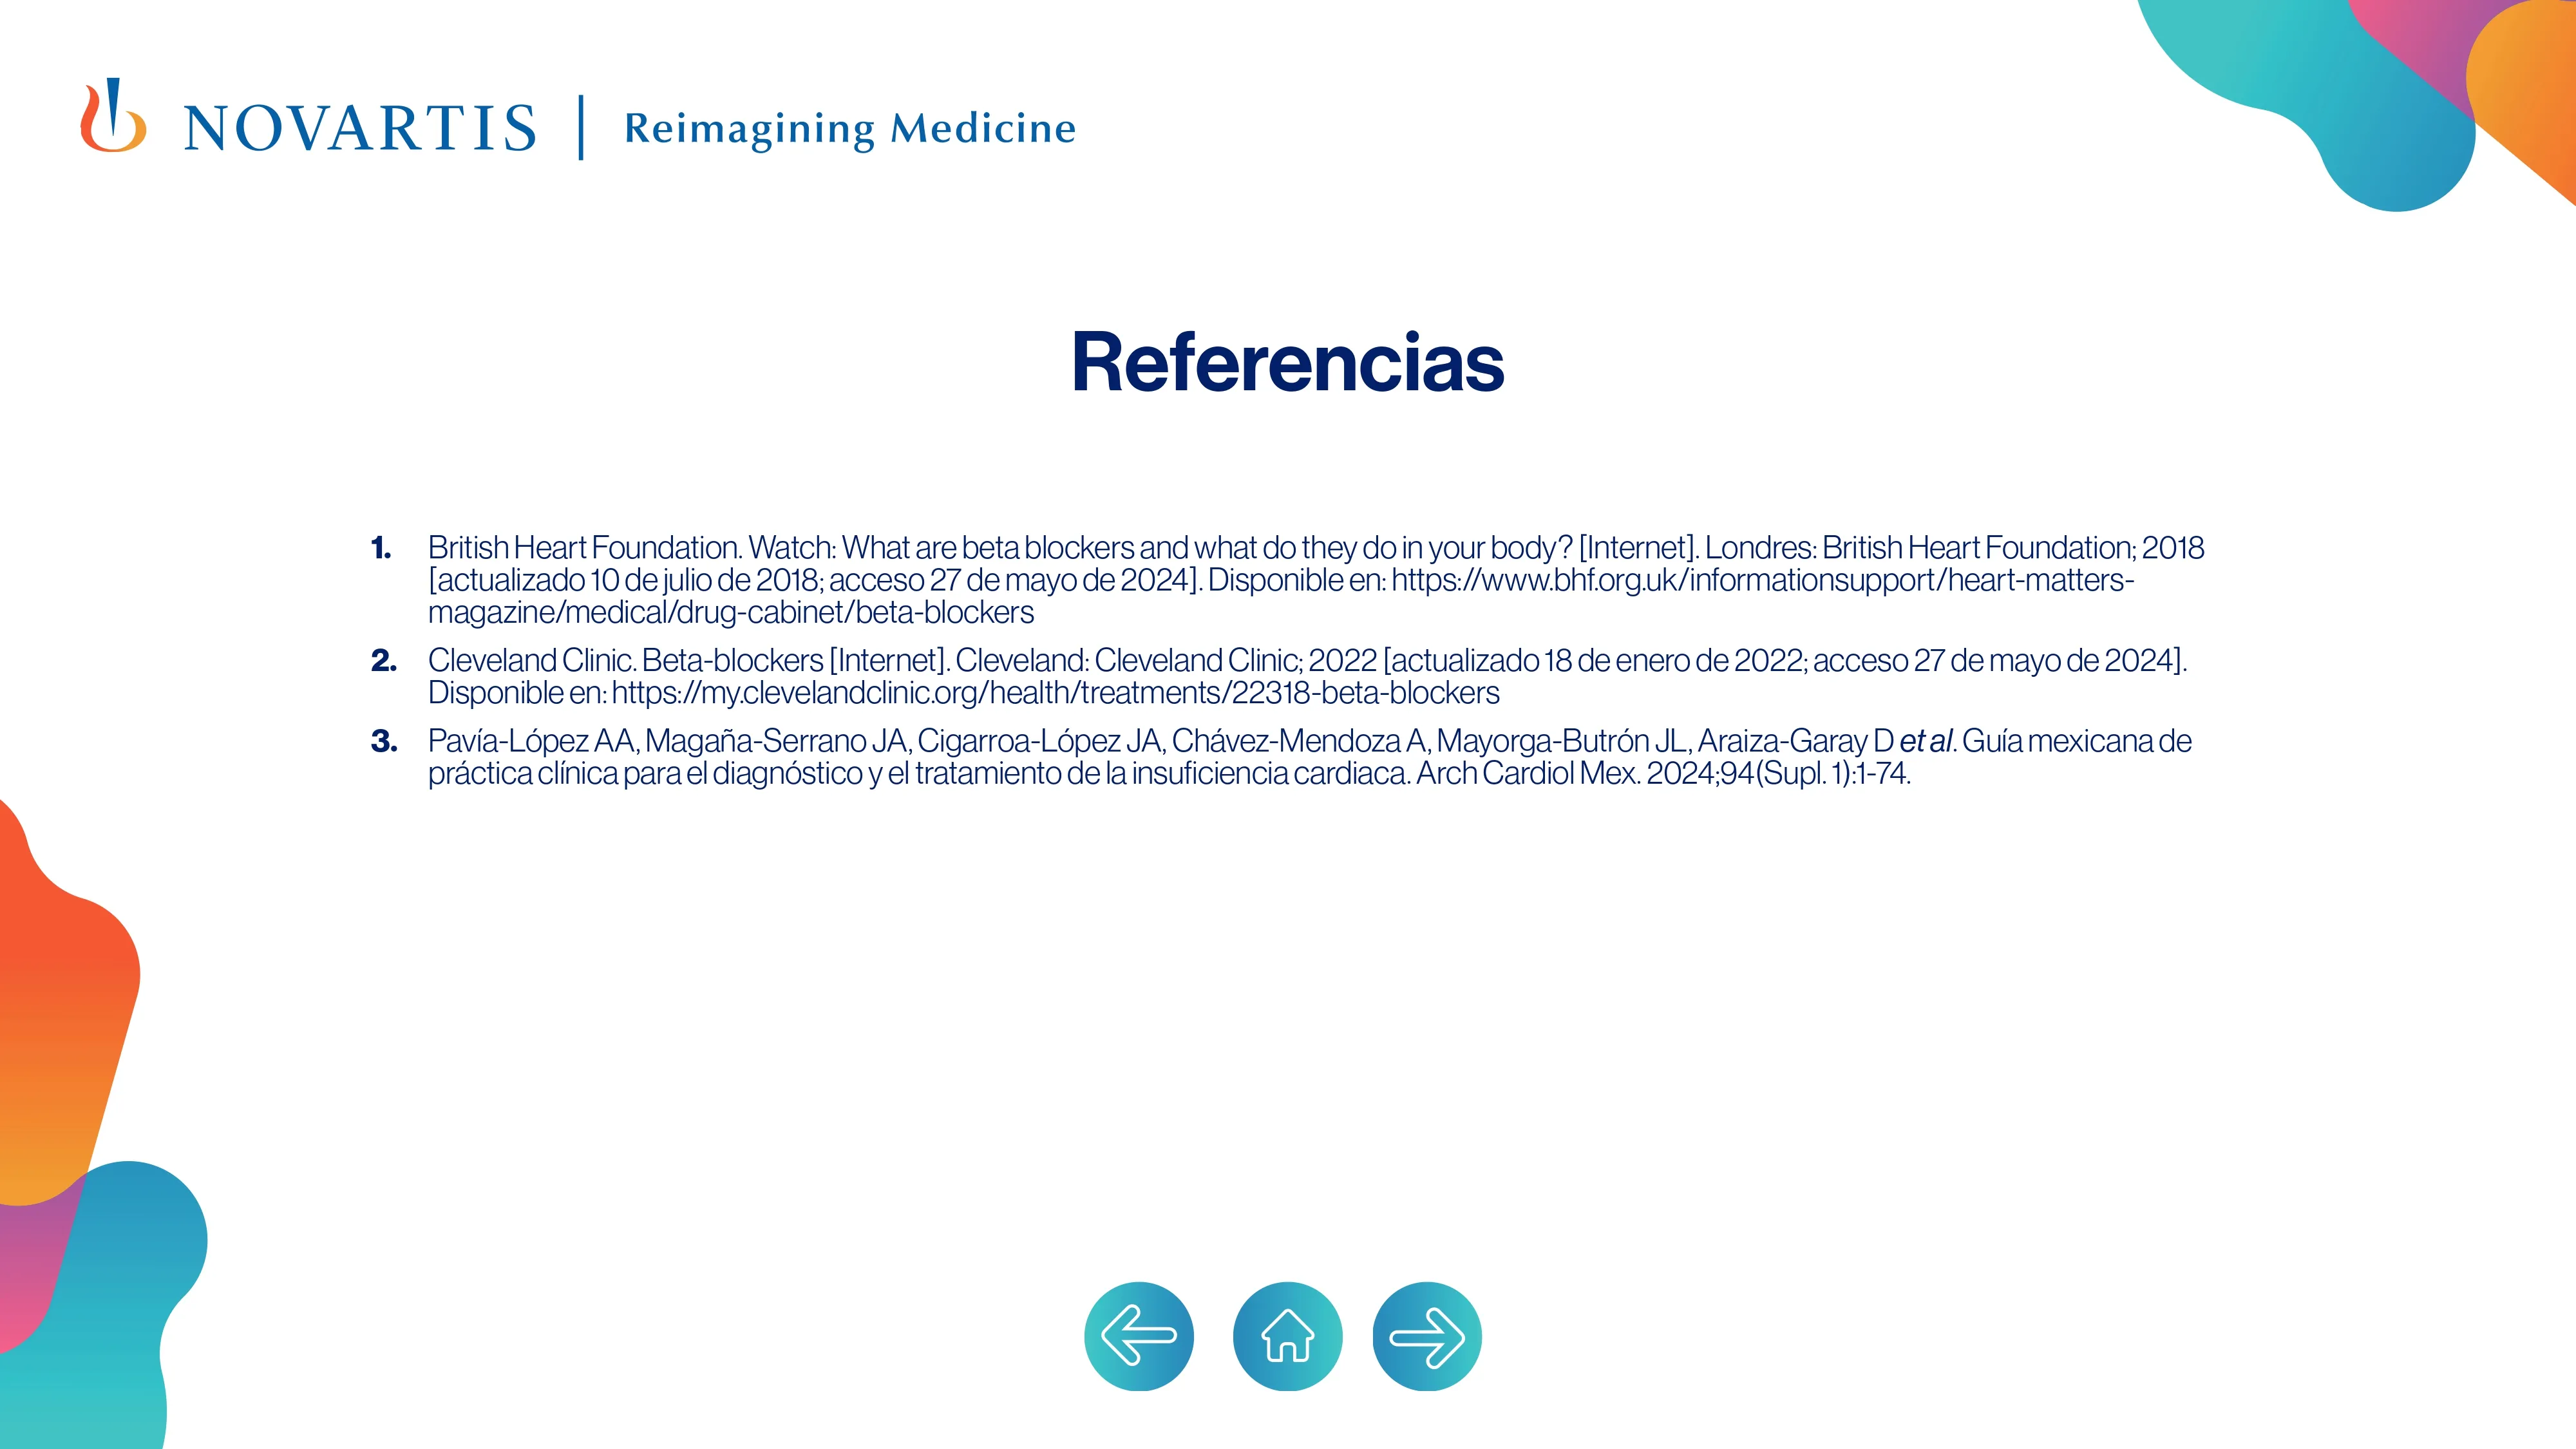 NOVARTIS | Reimagining Medicine
Referencias
1. British Heart Foundation. Watch: What are beta blockers and what do they do in your body? [Internet]. Londres: British Heart Foundation; 2018
[actualizado 10 de julio de 2018; acceso 27 de mayo de 2024]. Disponible en: https://www.bhf.org.uk/informationsupport/heart-matters-
magazine/medical/drug-cabinet/beta-blockers
2. Cleveland Clinic. Beta-blockers [Internet]. Cleveland: Cleveland Clinic; 2022 [actualizado 18 de enero de 2022; acceso 27 de mayo de 2024].
Disponible en: https://my.clevelandclinic.org/health/treatments/22318-beta-blockers
3. Pavía-López AA, Magaña-Serrano JA, Cigarroa-López JA, Chávez-Mendoza A, Mayorga-Butrón JL, Araiza-Garay D et al. Guía mexicana de
práctica clínica para el diagnóstico y el tratamiento de la insuficiencia cardiaca. Arch Cardiol Mex. 2024;94(Supl. 1):1-74.